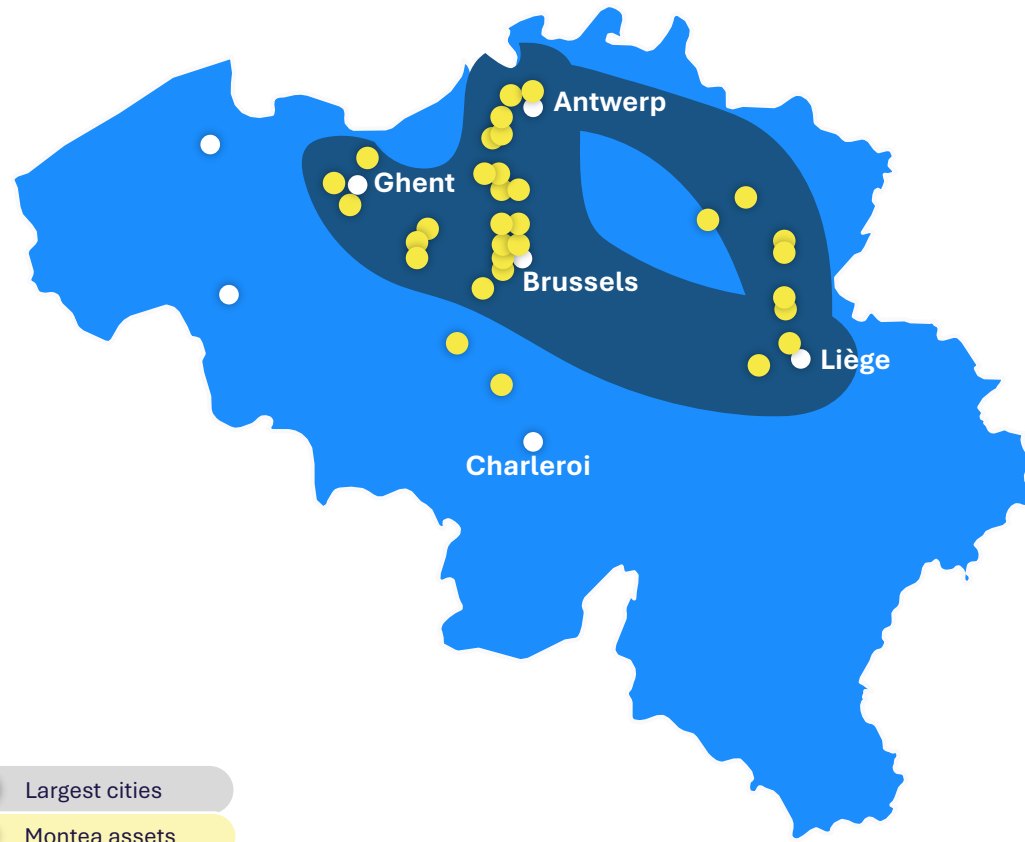 Antwerp
Ghent
Brussels
Liège
Charleroi
Largest cities
Montea assets